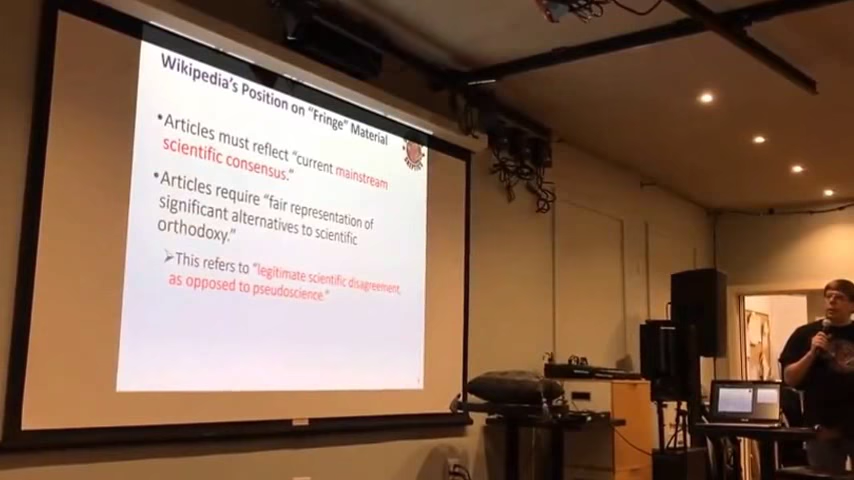 Wikipedia's Position on "Fringe" Material
•Articles must reflect "current mainstream
scientific consensus."
•Articles require "fair representation of
significant alternatives to scientific
orthodoxy."
➢This refers to "legitimate scientific disagreement,
as opposed to pseudoscience."